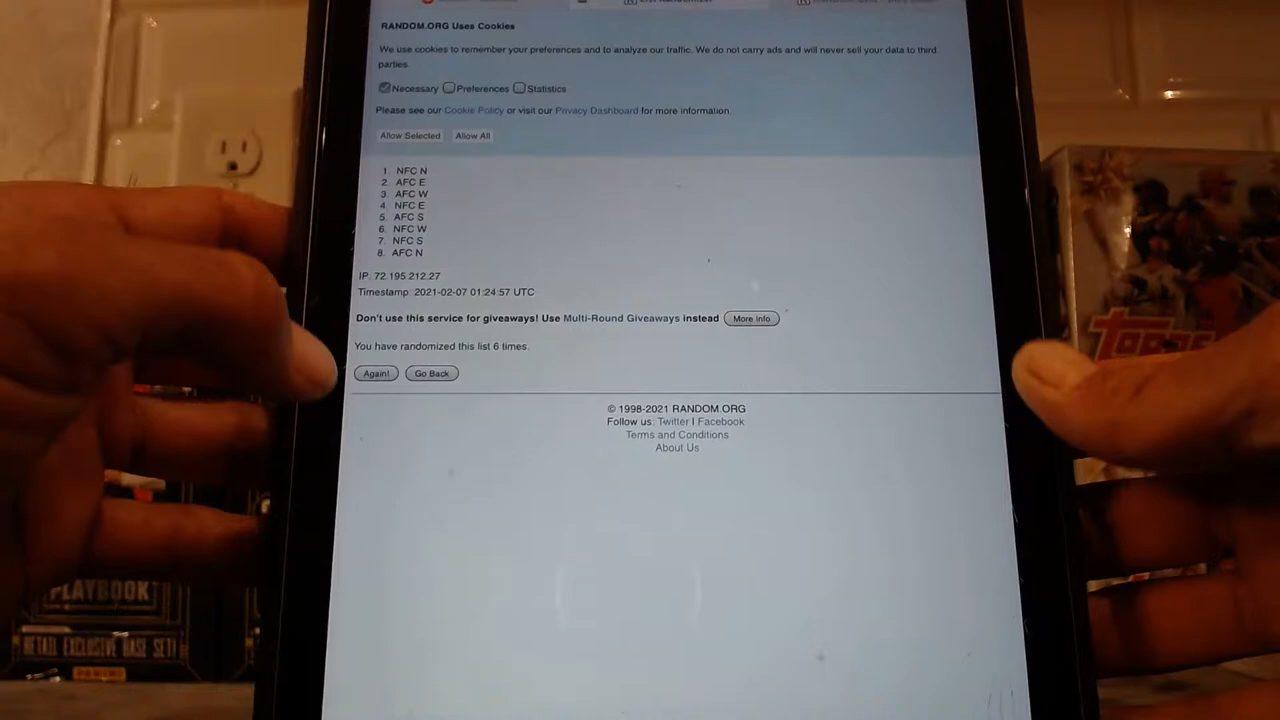 RANDOM.ORG Uses Cookies
We use cookies to remember your preferences and to analyze our traffic. We do not carry ads and will never sell your data to third
parties.
Necessary Preferences Statistics
Please see our Cookie Policy or visit our Privacy Dashboard for more information.
Allow Selected Allow All
1. NFC N
2. AFC E
3. AFC W
4. NFC E
5. AFC S
6. NFC W
7. NFC S
8. AFC N
IP: 72.195.212.27
Timestamp: 2021-02-07 01:24:57 UTC
Don't use this service for giveaways! Use Multi-Round Giveaways instead More Info
You have randomized this list 6 times.
Again! Go Back
© 1998-2021 RANDOM.ORG
Follow us: Twitter | Facebook
Terms and Conditions
About Us
Topps
PLAYBOOK
RETAIL EXCLUSIVE BASE SET!
PANINI